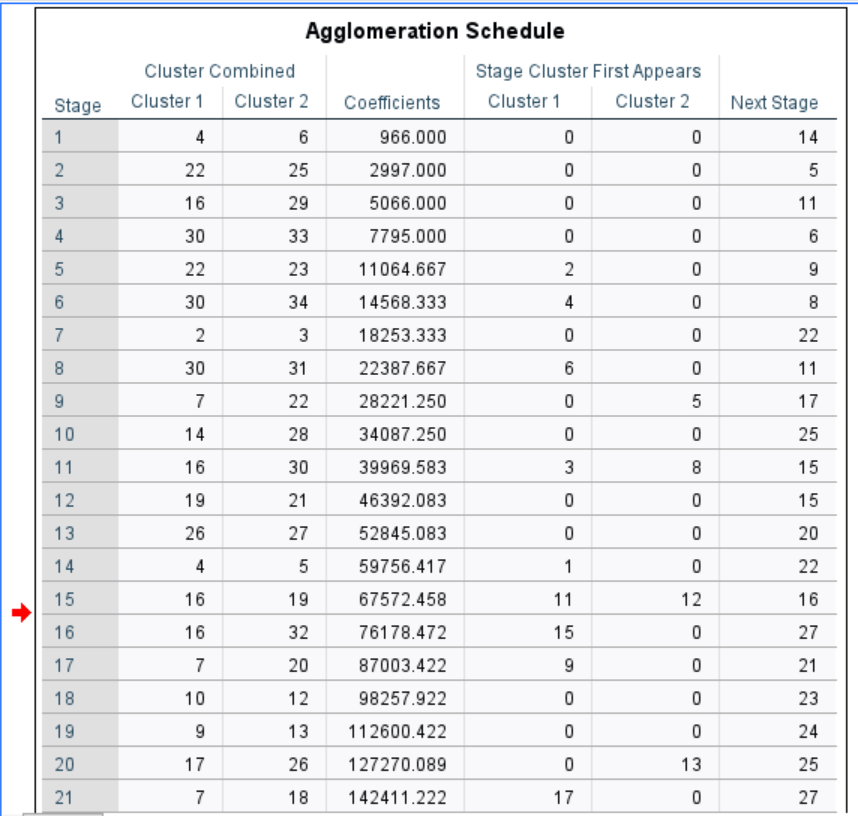 Agglomeration Schedule
Cluster Combined Stage Cluster First Appears
Stage Cluster 1 Cluster 2 Coefficients Cluster 1 Cluster 2 Next Stage
1 4 6 966.000 0 0 14
2 22 25 2997.000 0 0 5
3 16 29 5066.000 0 0 11
4 30 33 7795.000 0 0 6
5 22 23 11064.667 2 0 9
6 30 34 14568.333 4 0 8
7 2 3 18253.333 0 0 22
8 30 31 22387.667 6 0 11
9 7 22 28221.250 0 5 17
10 14 28 34087.250 0 0 25
11 16 30 39969.583 3 8 15
12 19 21 46392.083 0 0 15
13 26 27 52845.083 0 0 20
14 4 5 59756.417 1 0 22
15 16 19 67572.458 11 12 16
16 16 32 76178.472 15 0 27
17 7 20 87003.422 9 0 21
18 10 12 98257.922 0 0 23
19 9 13 112600.422 0 0 24
20 17 26 127270.089 0 13 25
21 7 18 142411.222 17 0 27